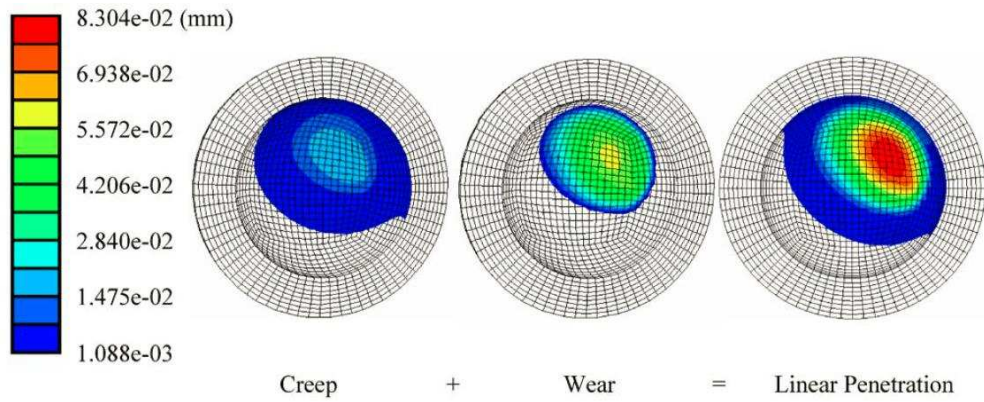 8.304e-02 (mm)
6.938e-02
5.572e-02
4.206e-02
2.840e-02
1.475e-02
1.088e-03
Creep + Wear = Linear Penetration